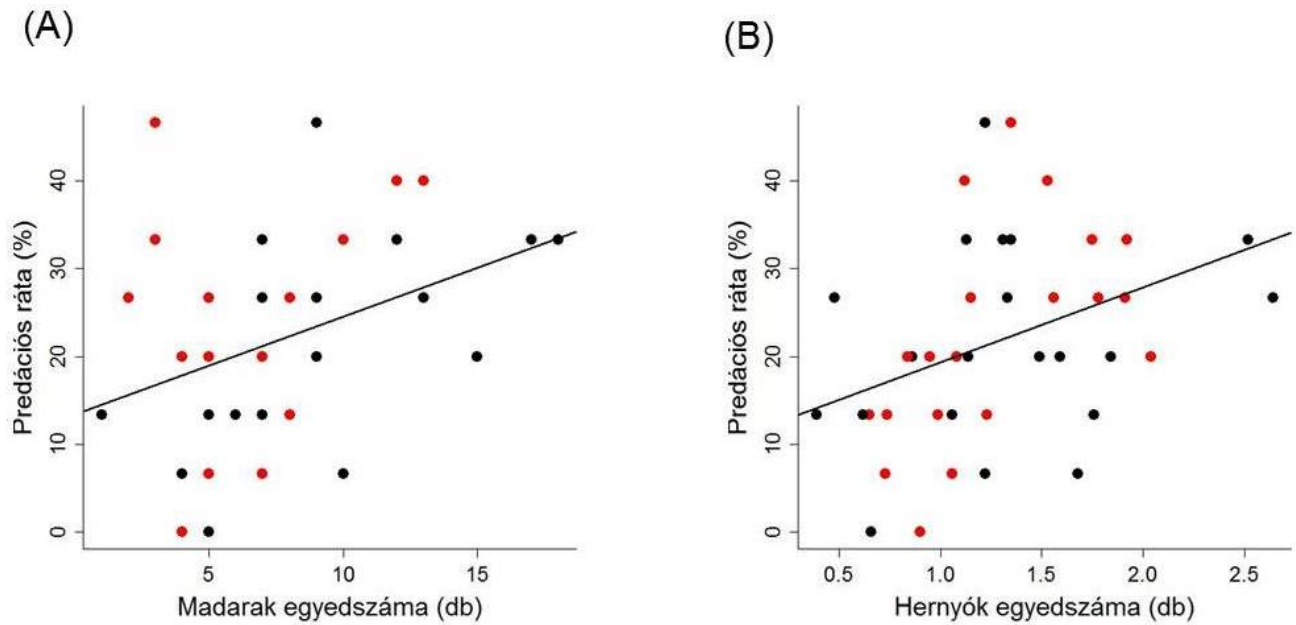 (A)
Predációs ráta (%)
40
30
20
10
0
5 10 15
Madarak egyedszáma (db)
(B)
Predációs ráta (%)
40
30
20
10
0
0.5 1.0 1.5 2.0 2.5
Hernyók egyedszáma (db)